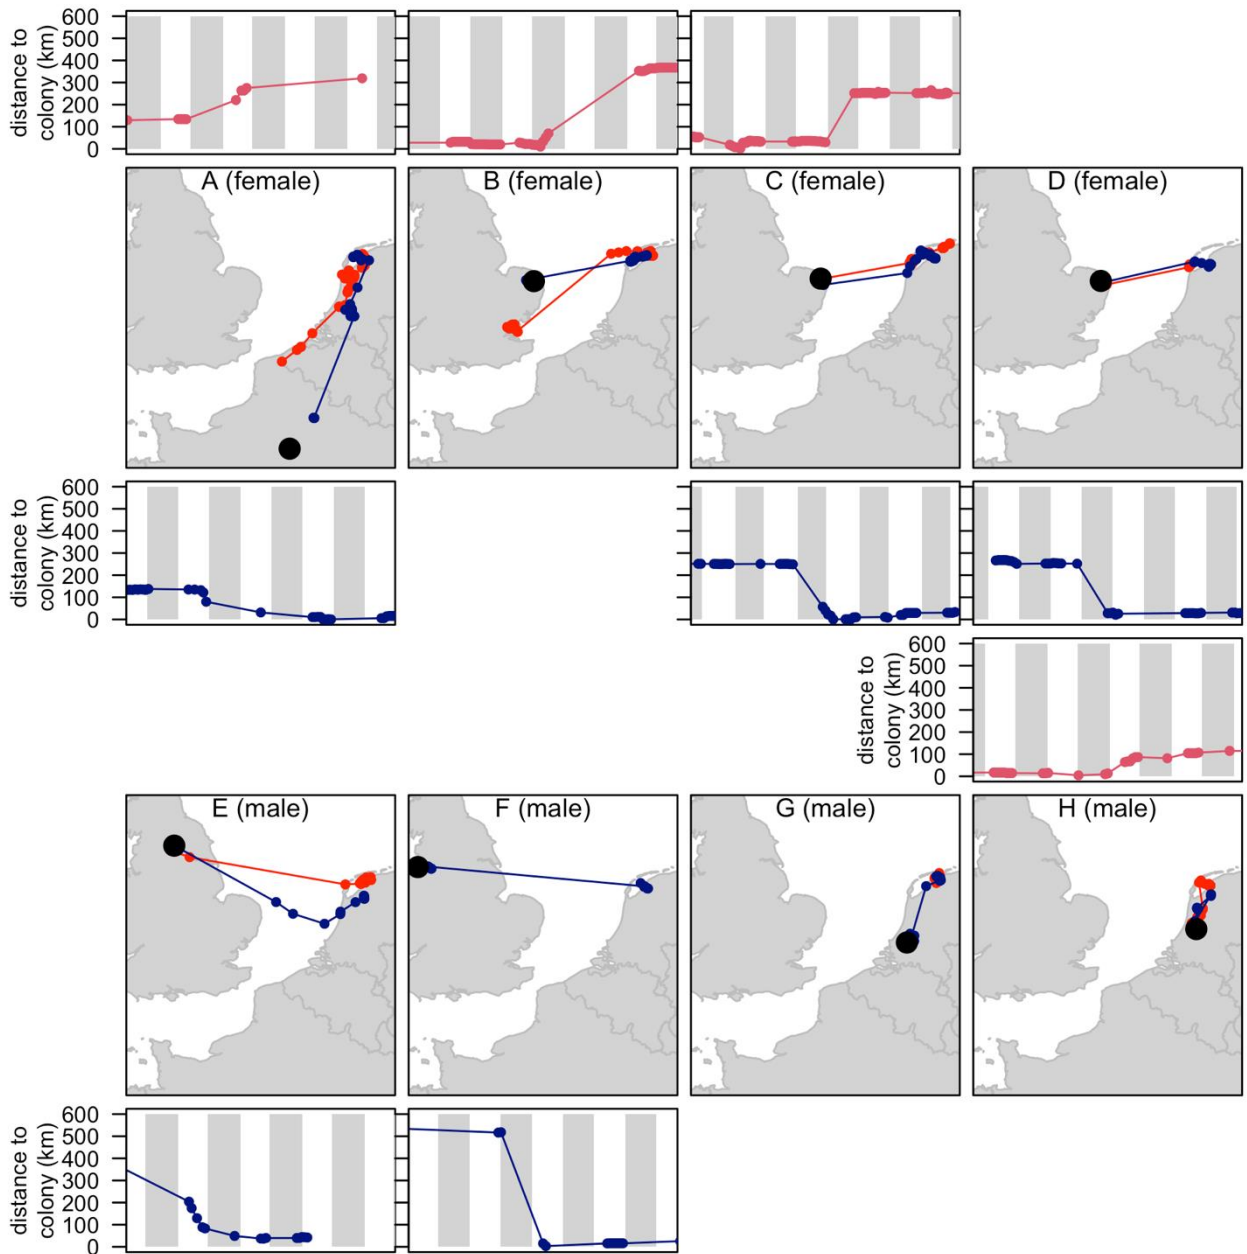 distance to
colony (km)
600
500
400
300
200
100
0
A (female)
B (female)
C (female)
D (female)
distance to
colony (km)
600
500
400
300
200
100
0
distance to
colony (km)
600
500
400
300
200
100
0
E (male)
F (male)
G (male)
H (male)
distance to
colony (km)
600
500
400
300
200
100
0